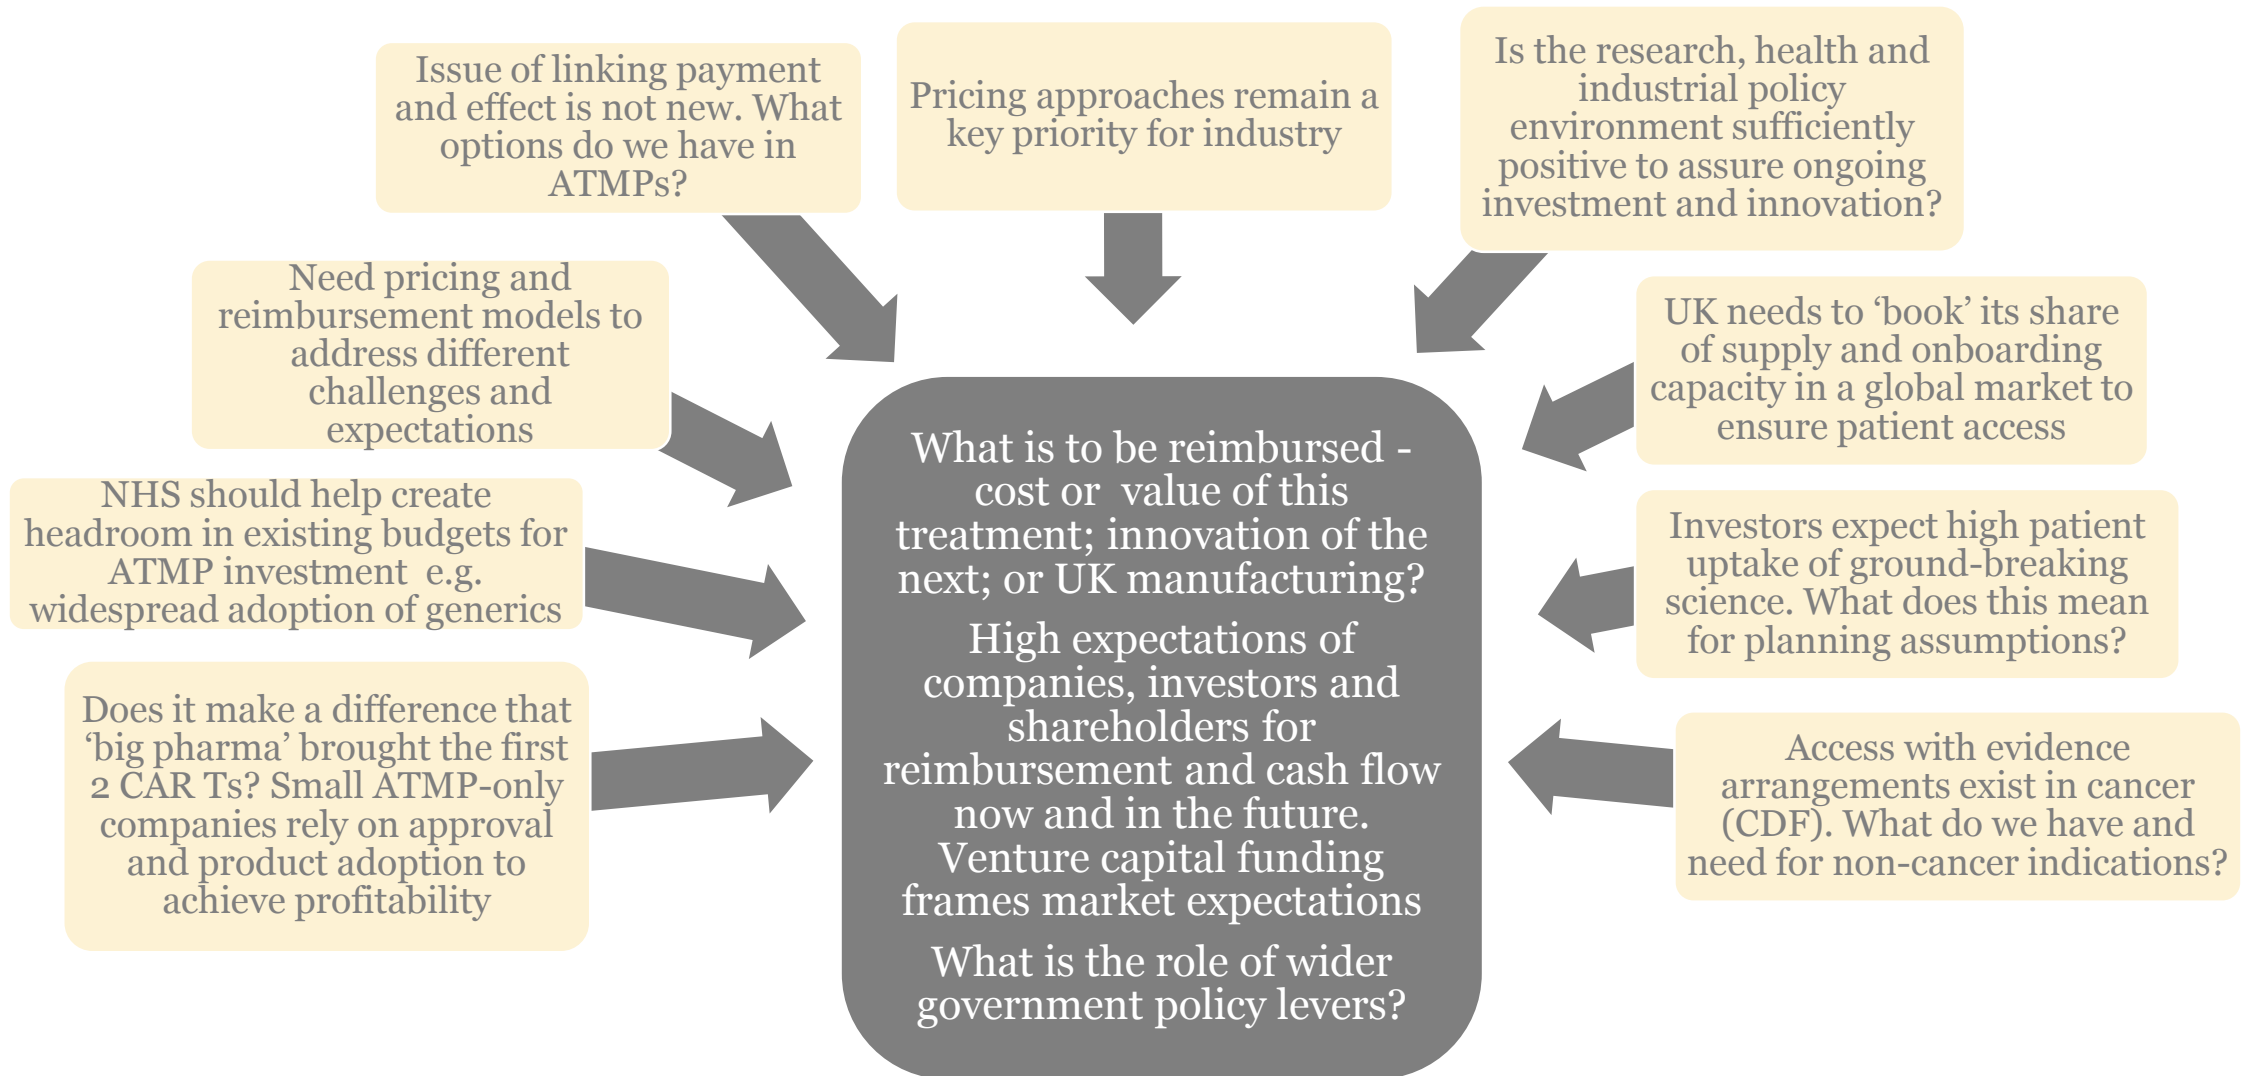 Issue of linking payment
and effect is not new. What
options do we have in
ATMPs?
Pricing approaches remain a
key priority for industry
Is the research, health and
industrial policy
environment sufficiently
positive to assure ongoing
investment and innovation?
Need pricing and
reimbursement models to
address different
challenges and
expectations
UK needs to ‘book’ its share
of supply and onboarding
capacity in a global market to
ensure patient access
NHS should help create
headroom in existing budgets for
ATMP investment e.g.
widespread adoption of generics
Investors expect high patient
uptake of ground-breaking
science. What does this mean
for planning assumptions?
Does it make a difference that
‘big pharma’ brought the first
2 CAR Ts? Small ATMP-only
companies rely on approval
and product adoption to
achieve profitability
Access with evidence
arrangements exist in cancer
(CDF). What do we have and
need for non-cancer indications?
What is to be reimbursed -
cost or value of this
treatment; innovation of the
next; or UK manufacturing?
High expectations of
companies, investors and
shareholders for
reimbursement and cash flow
now and in the future.
Venture capital funding
frames market expectations
What is the role of wider
government policy levers?